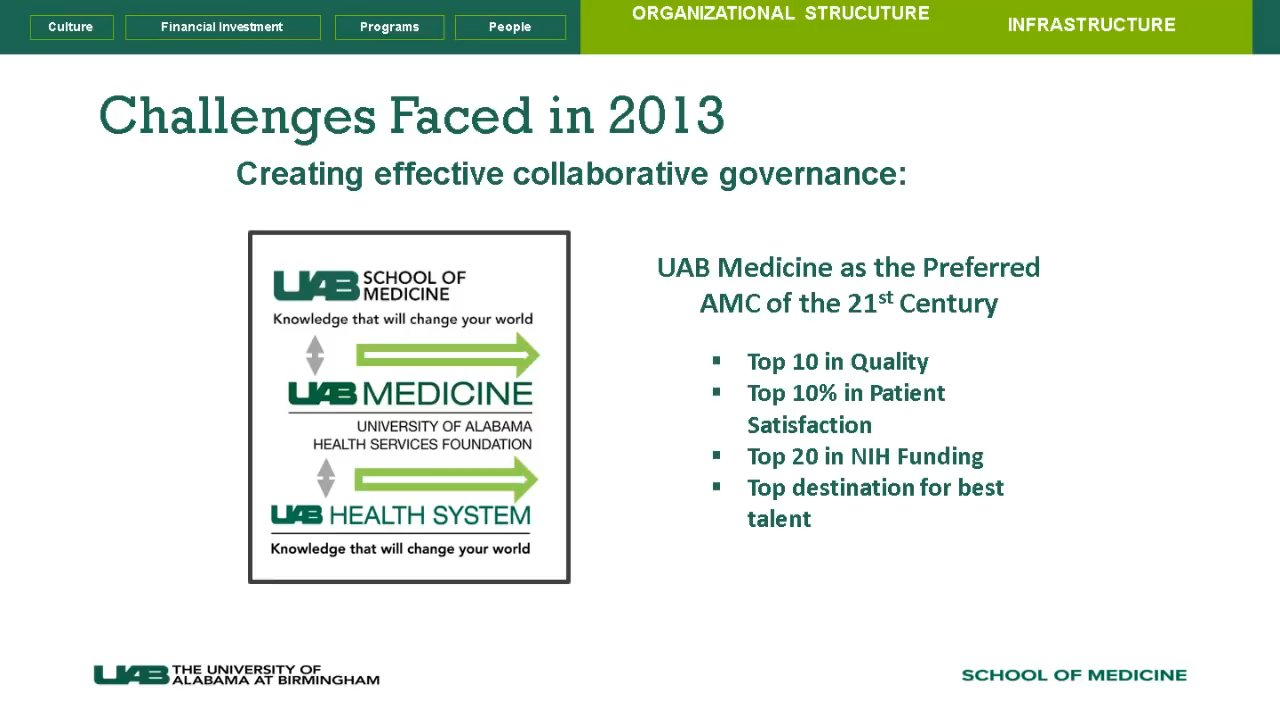 Culture
Financial Investment
Programs
People
ORGANIZATIONAL STRUCUTURE
INFRASTRUCTURE
Challenges Faced in 2013
Creating effective collaborative governance:
UAB SCHOOL OF
MEDICINE
Knowledge that will change your world
UAB MEDICINE
UNIVERSITY OF ALABAMA
HEALTH SERVICES FOUNDATION
UAB HEALTH SYSTEM
Knowledge that will change your world
UAB Medicine as the Preferred
AMC of the 21st Century
▪ Top 10 in Quality
▪ Top 10% in Patient
Satisfaction
▪ Top 20 in NIH Funding
▪ Top destination for best
talent
UAB THE UNIVERSITY OF
ALABAMA AT BIRMINGHAM
SCHOOL OF MEDICINE